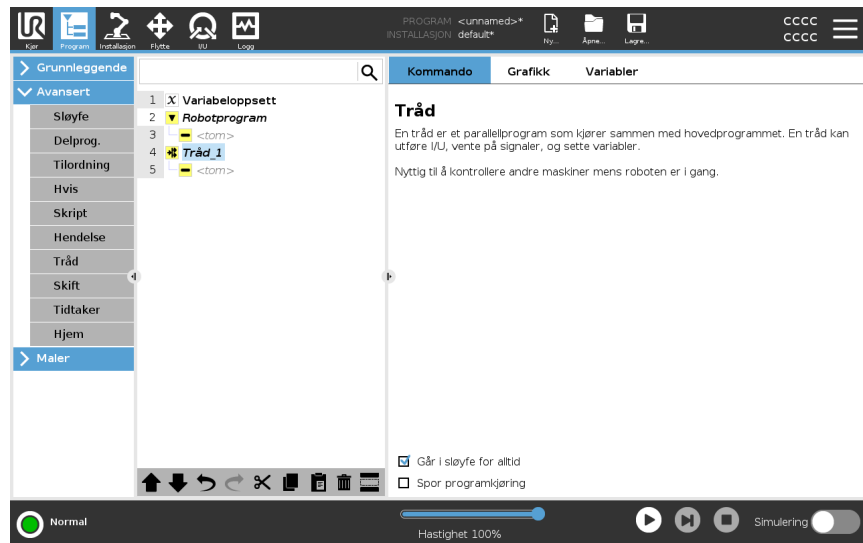 PROGRAM <unnamed>*
INSTALLASJON default*
CCCC
CCCC
Kjør
Program
Installasjon
Flytte
I/U
Logg
Ny...
Åpne...
Lagre...
Grunnleggende
Avansert
Sløyfe
Delprog.
Tilordning
Hvis
Skript
Hendelse
Tråd
Skift
Tidtaker
Hjem
Maler
1 X Variabeloppsett
2 Robotprogram
3 <tom>
4 Tråd_1
5 <tom>
Kommando
Grafikk
Variabler
Tråd
En tråd er et parallellprogram som kjører sammen med hovedprogrammet. En tråd kan
utføre I/U, vente på signaler, og sette variabler.
Nyttig til å kontrollere andre maskiner mens roboten er i gang.
Går i sløyfe for alltid
Spor programkjøring
Normal
Hastighet 100%
Simulering